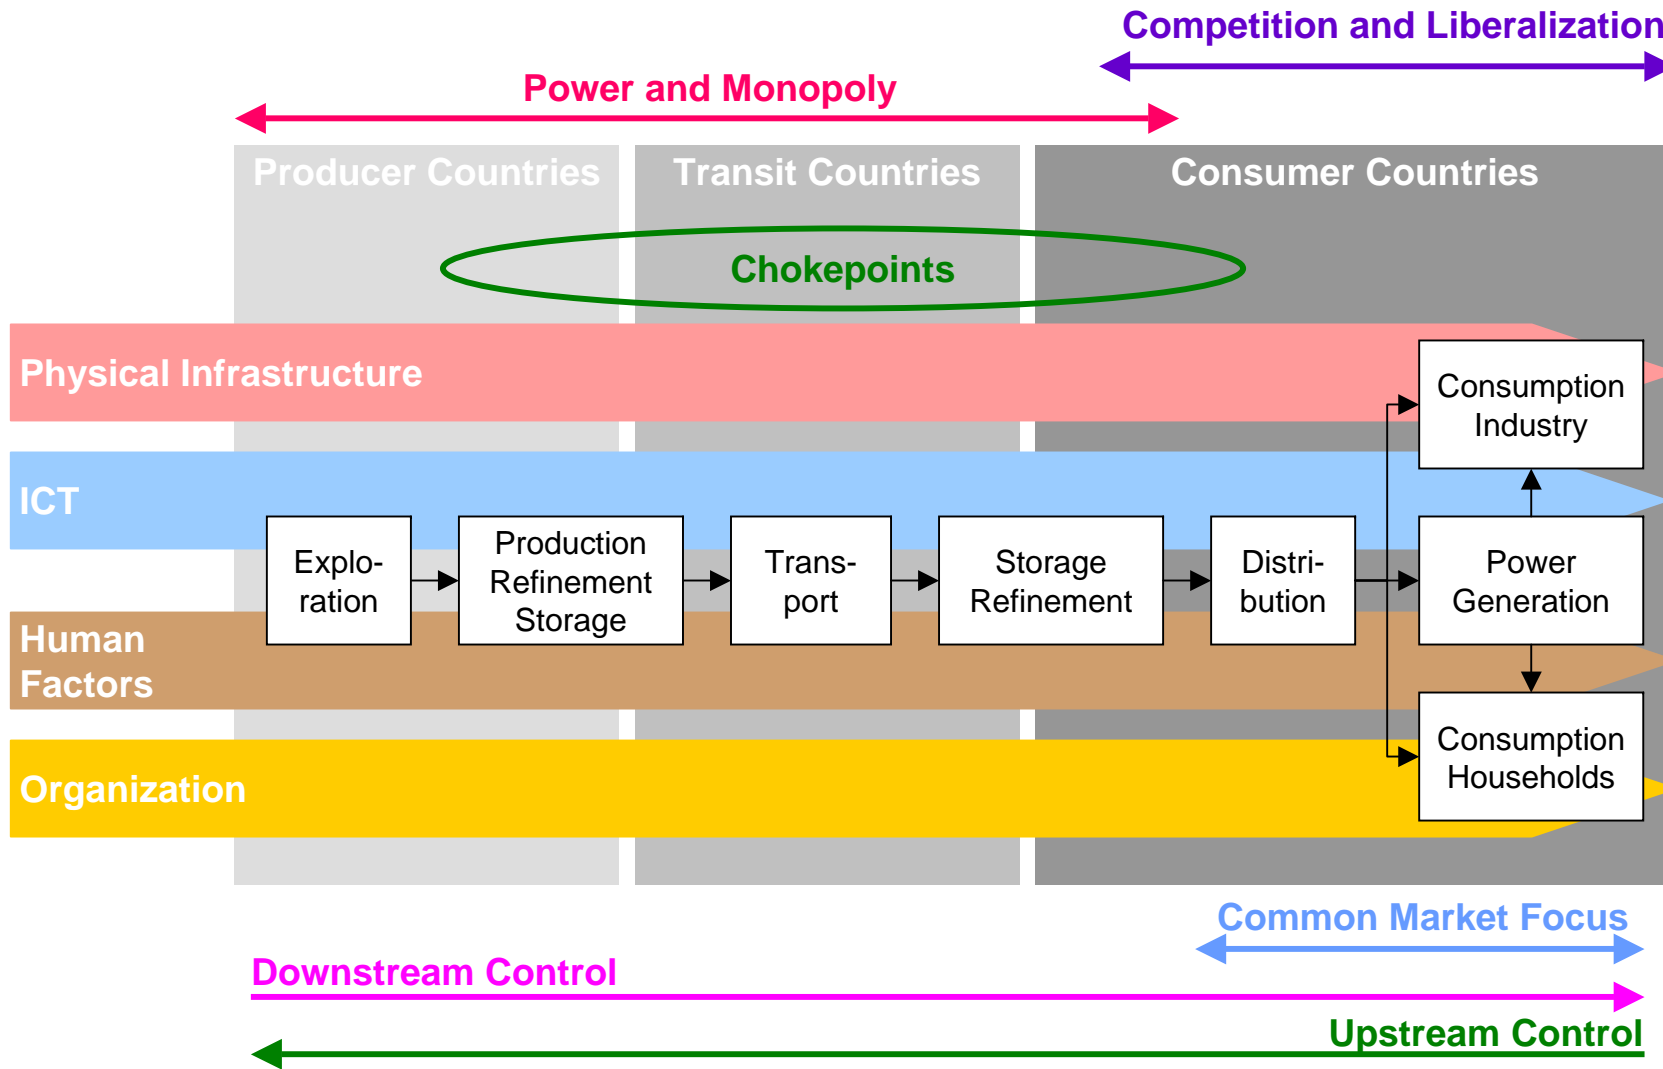 Competition and Liberalization
Power and Monopoly
Producer Countries
Transit Countries
Consumer Countries
Chokepoints
Physical Infrastructure
Consumption
Industry
ICT
Explo-
ration
Production
Refinement
Storage
Trans-
port
Storage
Refinement
Distri-
bution
Power
Generation
Human
Factors
Consumption
Households
Organization
Common Market Focus
Downstream Control
Upstream Control